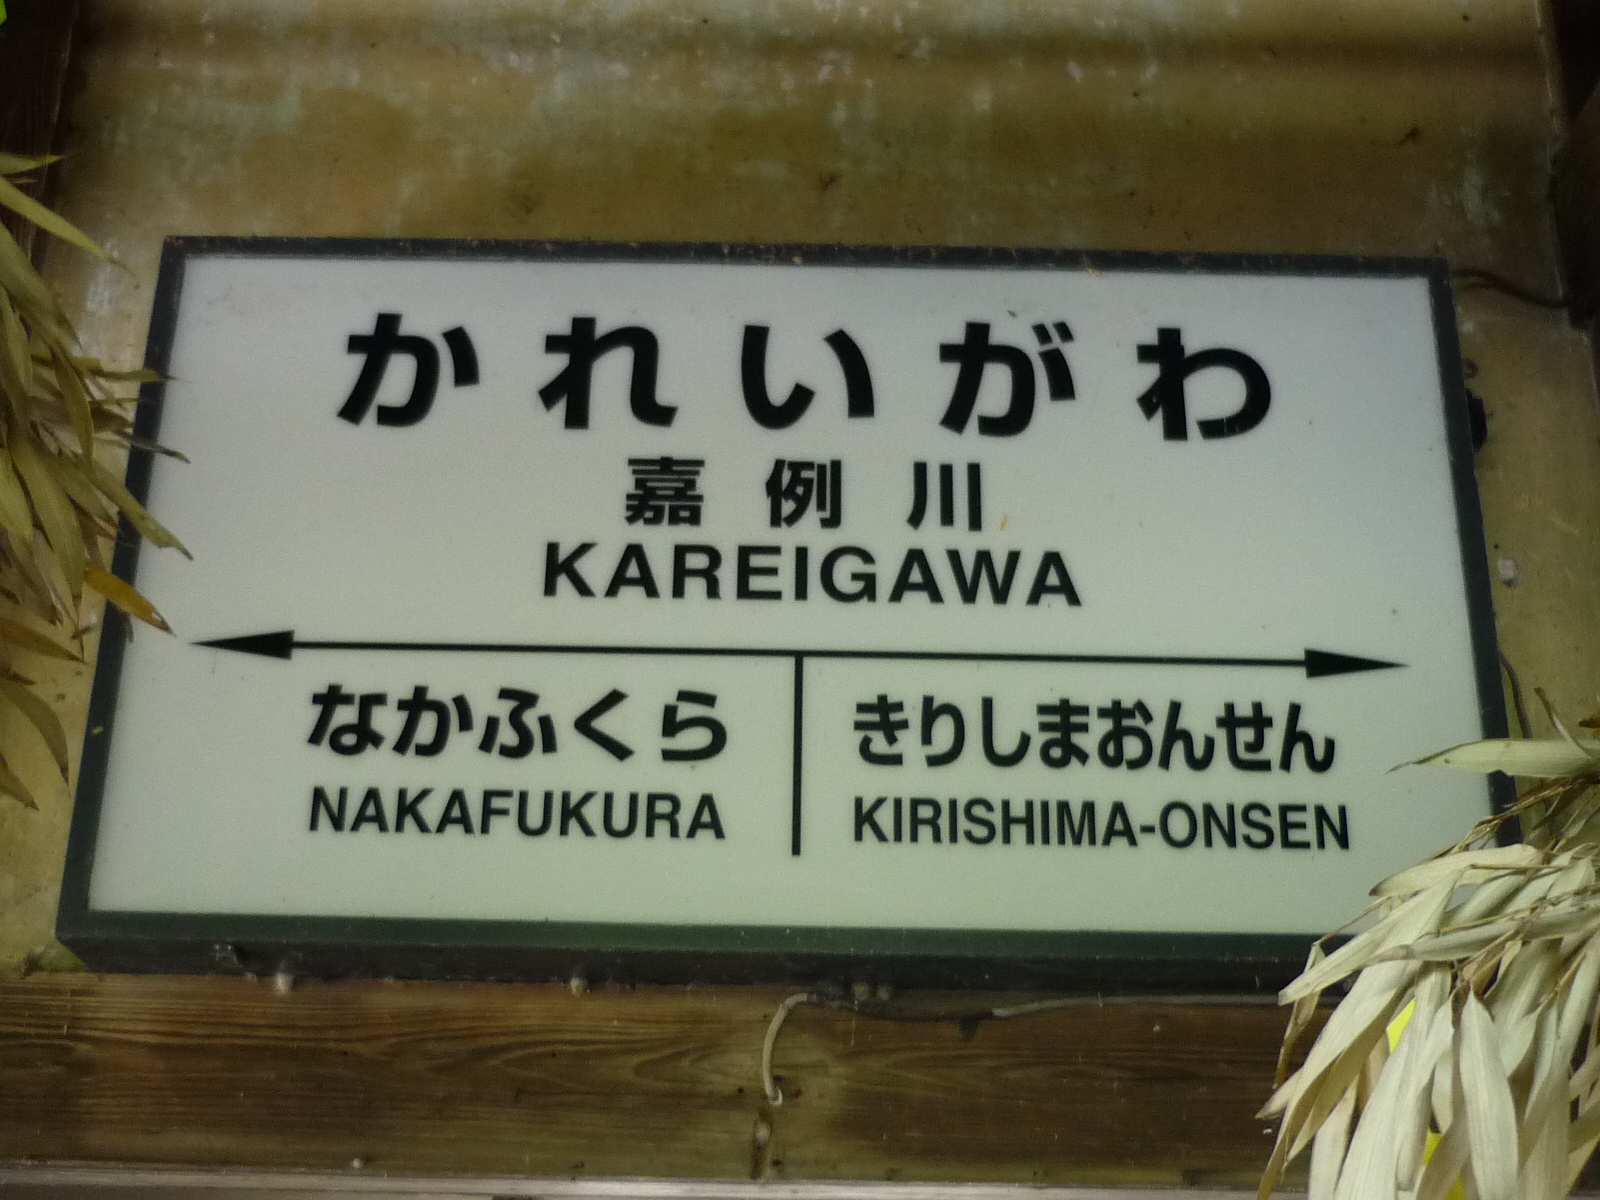 かれいがわ
嘉例川
KAREIGAWA
なかふくら
NAKAFUKURA
きりしまおんせん
KIRISHIMA-ONSEN